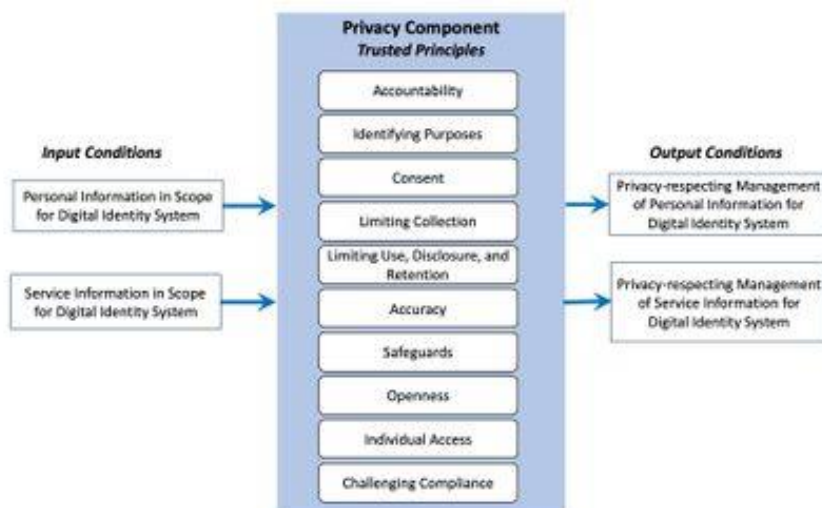 Privacy Component
Trusted Principles
Accountability
Identifying Purposes
Input Conditions
Output Conditions
Consent
Personal Information in Scope
for Digital Identity System
Privacy-respecting Management
of Personal Information for
Digital Identity System
Limiting Collection
Limiting Use, Disclosure, and
Retention
Service Information in Scope
for Digital Identity System
Privacy-respecting Management
of Service Information for
Digital Identity System
Accuracy
Safeguards
Openness
Individual Access
Challenging Compliance